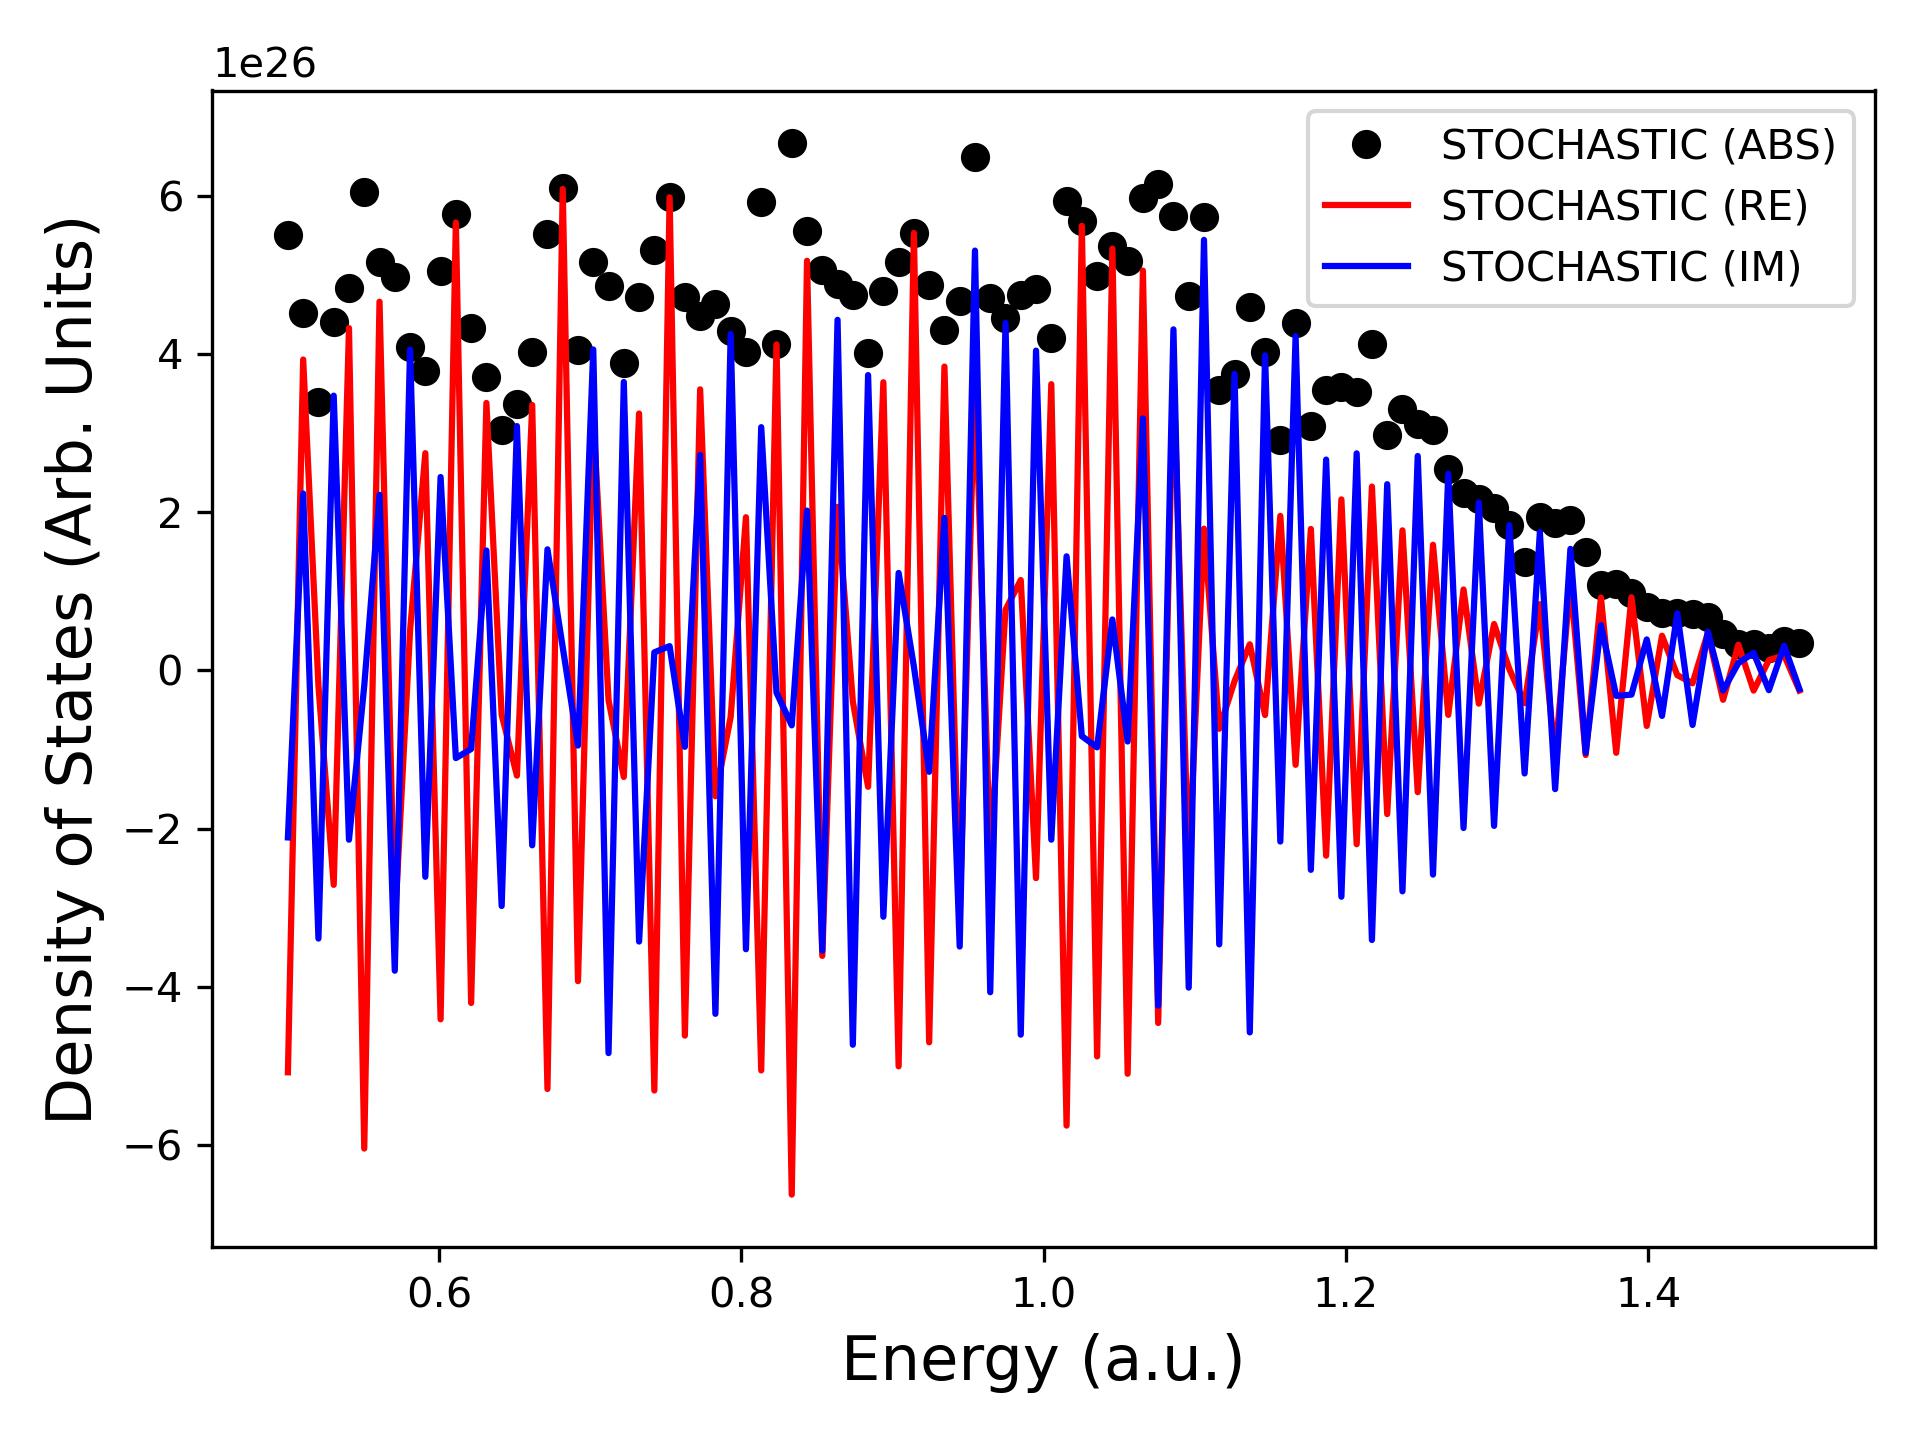 1e26
STOCHASTIC (ABS)
STOCHASTIC (RE)
STOCHASTIC (IM)
Density of States (Arb. Units)
6
4
2
0
−2
−4
−6
0.6 0.8 1.0 1.2 1.4
Energy (a.u.)